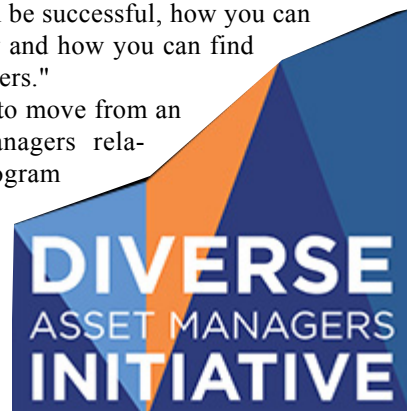 be successful, how you can
and how you can find
ers."
to move from an
anagers rela-
ogram
DIVERSE
ASSET MANAGERS
INITIATIVE